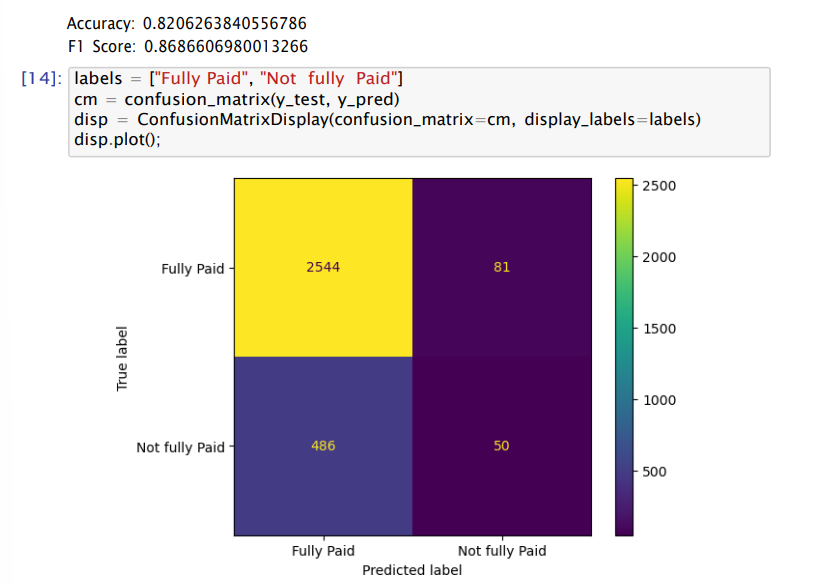 Accuracy: 0.8206263840556786
F1 Score: 0.8686606980013266
[14]: labels = ["Fully Paid", "Not fully Paid"]
cm = confusion_matrix(y_test, y_pred)
disp = ConfusionMatrixDisplay(confusion_matrix=cm, display_labels=labels)
disp.plot();
2500
2000
1500
1000
500
Fully Paid
2544
81
True label
Not fully Paid
486
50
Fully Paid
Not fully Paid
Predicted label